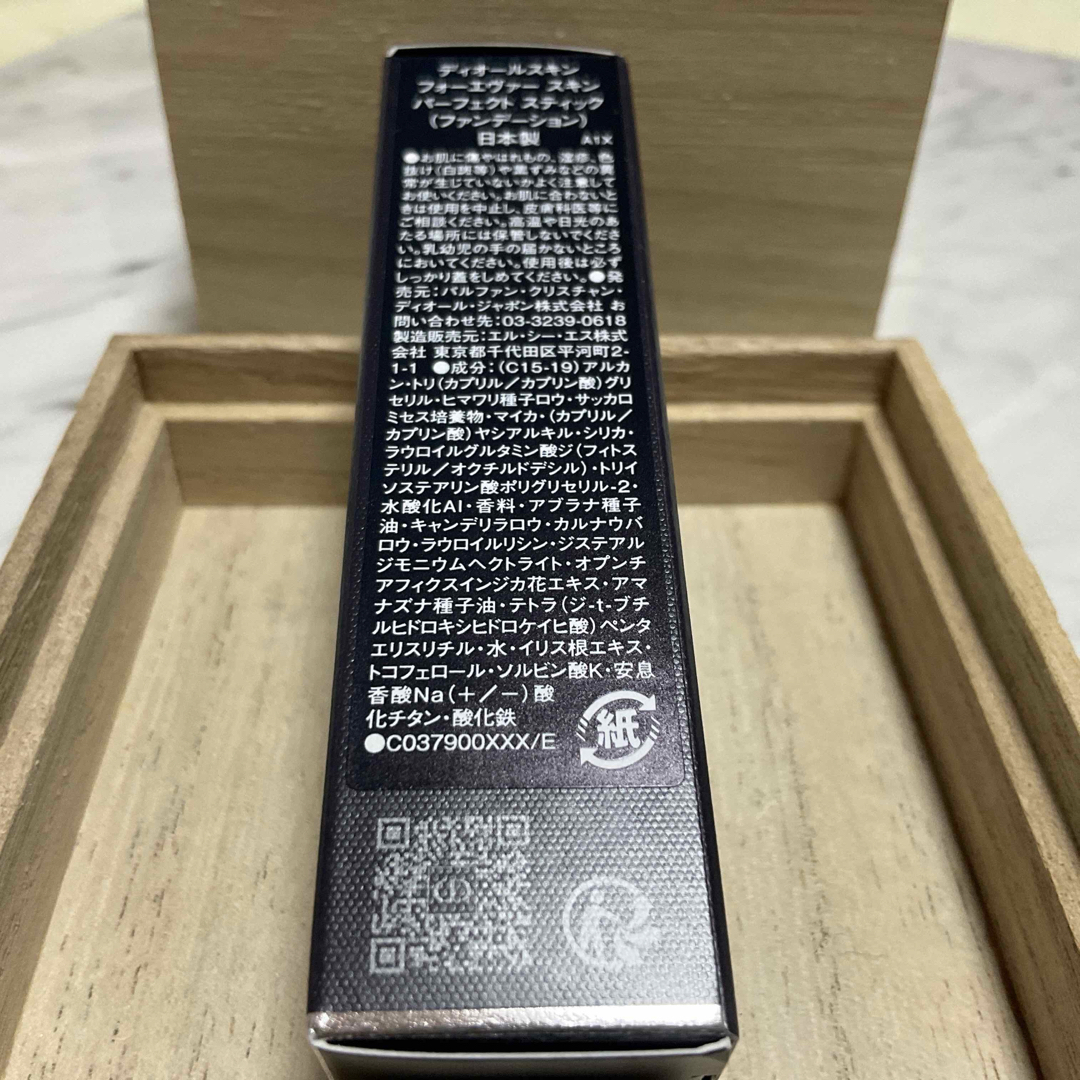 ディオールスキン
フォーエヴァー スキン
パーフェクト スティック
(ファンデーション)
日本製 A1X
●お肌に傷やはれもの、湿疹、色
抜け(白斑等)や黒ずみなどの異
常が生じていないかよく注意して
お使いください。お肌に合わないと
きは使用を中止し、皮膚科医等に
ご相談ください。高温や日光のあ
たる場所には保管しないでくださ
い。乳幼児の手の届かないところ
においてください。使用後は必ず
しっかり蓋をしめてください。●発
売元:パルファン・クリスチャン・
ディオール・ジャポン株式会社 お
問い合わせ先:03-3239-0618
製造販売元:エル・シー・エス株式
会社 東京都千代田区平河町2-
1-1 ●成分:(C15-19)アルカ
ン・トリ(カプリル/カプリン酸)グリ
セリル・ヒマワリ種子ロウ・サッカロ
ミセス培養物・マイカ・(カプリル/
カプリン酸)ヤシアルキル・シリカ・
ラウロイルグルタミン酸ジ(フィトス
テリル/オクチルドデシル)・トリイ
ソステアリン酸ポリグリセリル-2・
水酸化Al・香料・アブラナ種子
油・キャンデリラロウ・カルナウバ
ロウ・ラウロイルリシン・ジステアル
ジモニウムヘクトライト・オプンチ
アフィクスインジカ花エキス・アマ
ナズナ種子油・テトラ(ジ-t-ブチ
ルヒドロキシヒドロケイヒ酸)ペンタ
エリスリチル・水・イリス根エキス・
トコフェロール・ソルビン酸K・安息
香酸Na(+/-)酸
化チタン・酸化鉄
●C037900XXX/E
紙